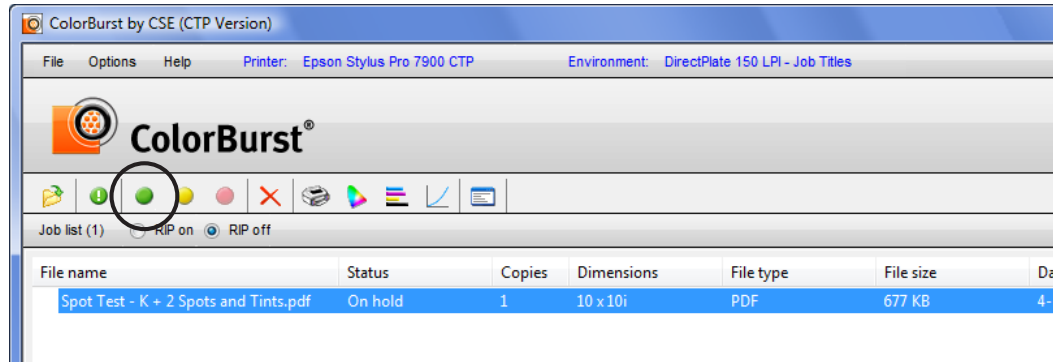 ColorBurst by CSE (CTP Version)
File Options Help Printer: Epson Stylus Pro 7900 CTP Environment: DirectPlate 150 LPI - Job Titles
ColorBurst®
Job list (1) RIP on RIP off
File name Status Copies Dimensions File type File size Da
Spot Test - K + 2 Spots and Tints.pdf On hold 1 10 x 10i PDF 677 KB 4-